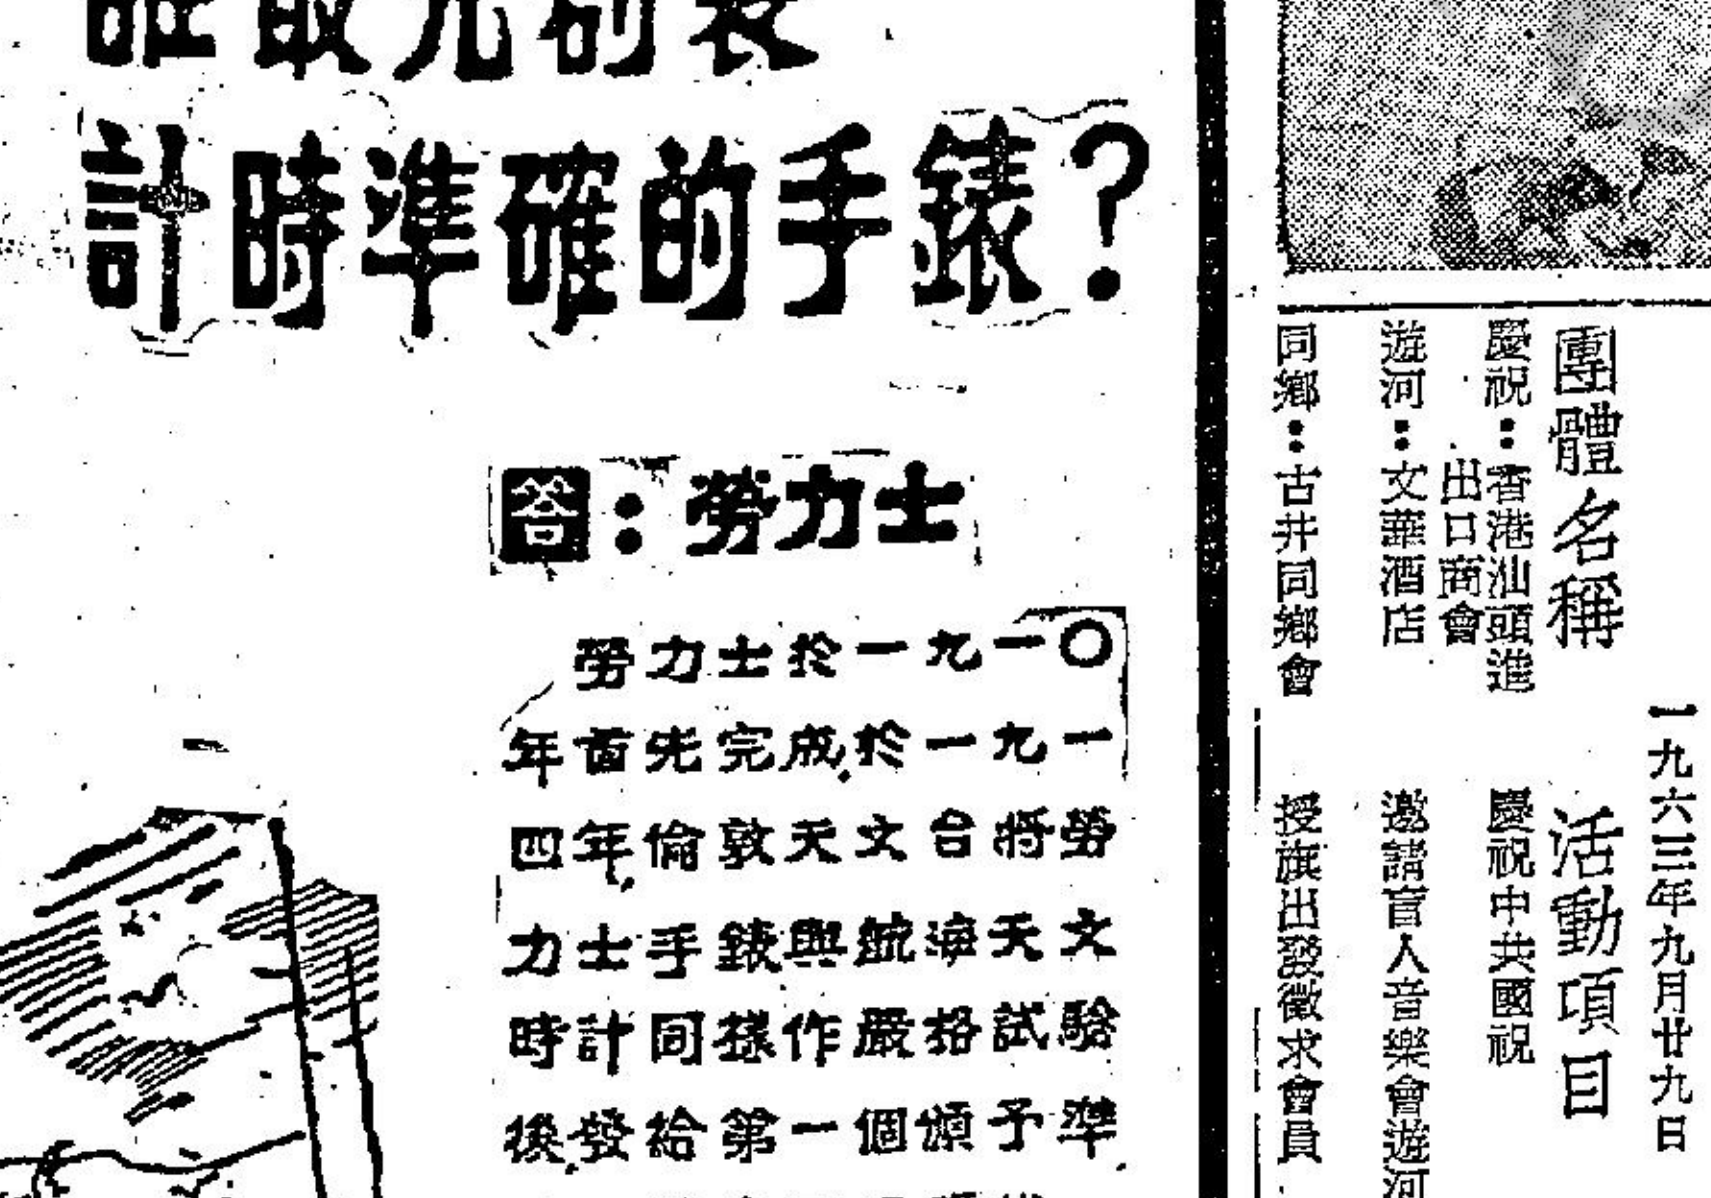 誰最先創製
計時準確的手錶?
答:勞力士
勞力士於一九一〇
年首先完成於一九一
四年倫敦天文台將勞
力士手錶與航海天文
時計同樣作嚴格試驗
後發給第一個頒予準
一九六三年九月廿九日
團體名稱 活動項目
慶祝:香港汕頭進出口商會 慶祝中共國祝
遊河:文華酒店 邀請盲人音樂會遊河
同鄉:古井同鄉會 授旗出發徵求會員